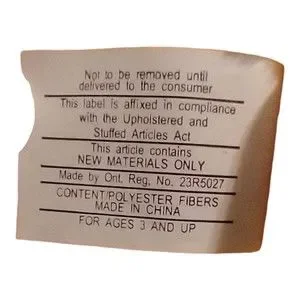 Not to be removed until
delivered to the consumer
This label is affixed in compliance
with the Upholstered and
Stuffed Articles Act
This article contains
NEW MATERIALS ONLY
Made by Ont. Reg. No. 23R5027
CONTENT/POLYESTER FIBERS
MADE IN CHINA
FOR AGES 3 AND UP